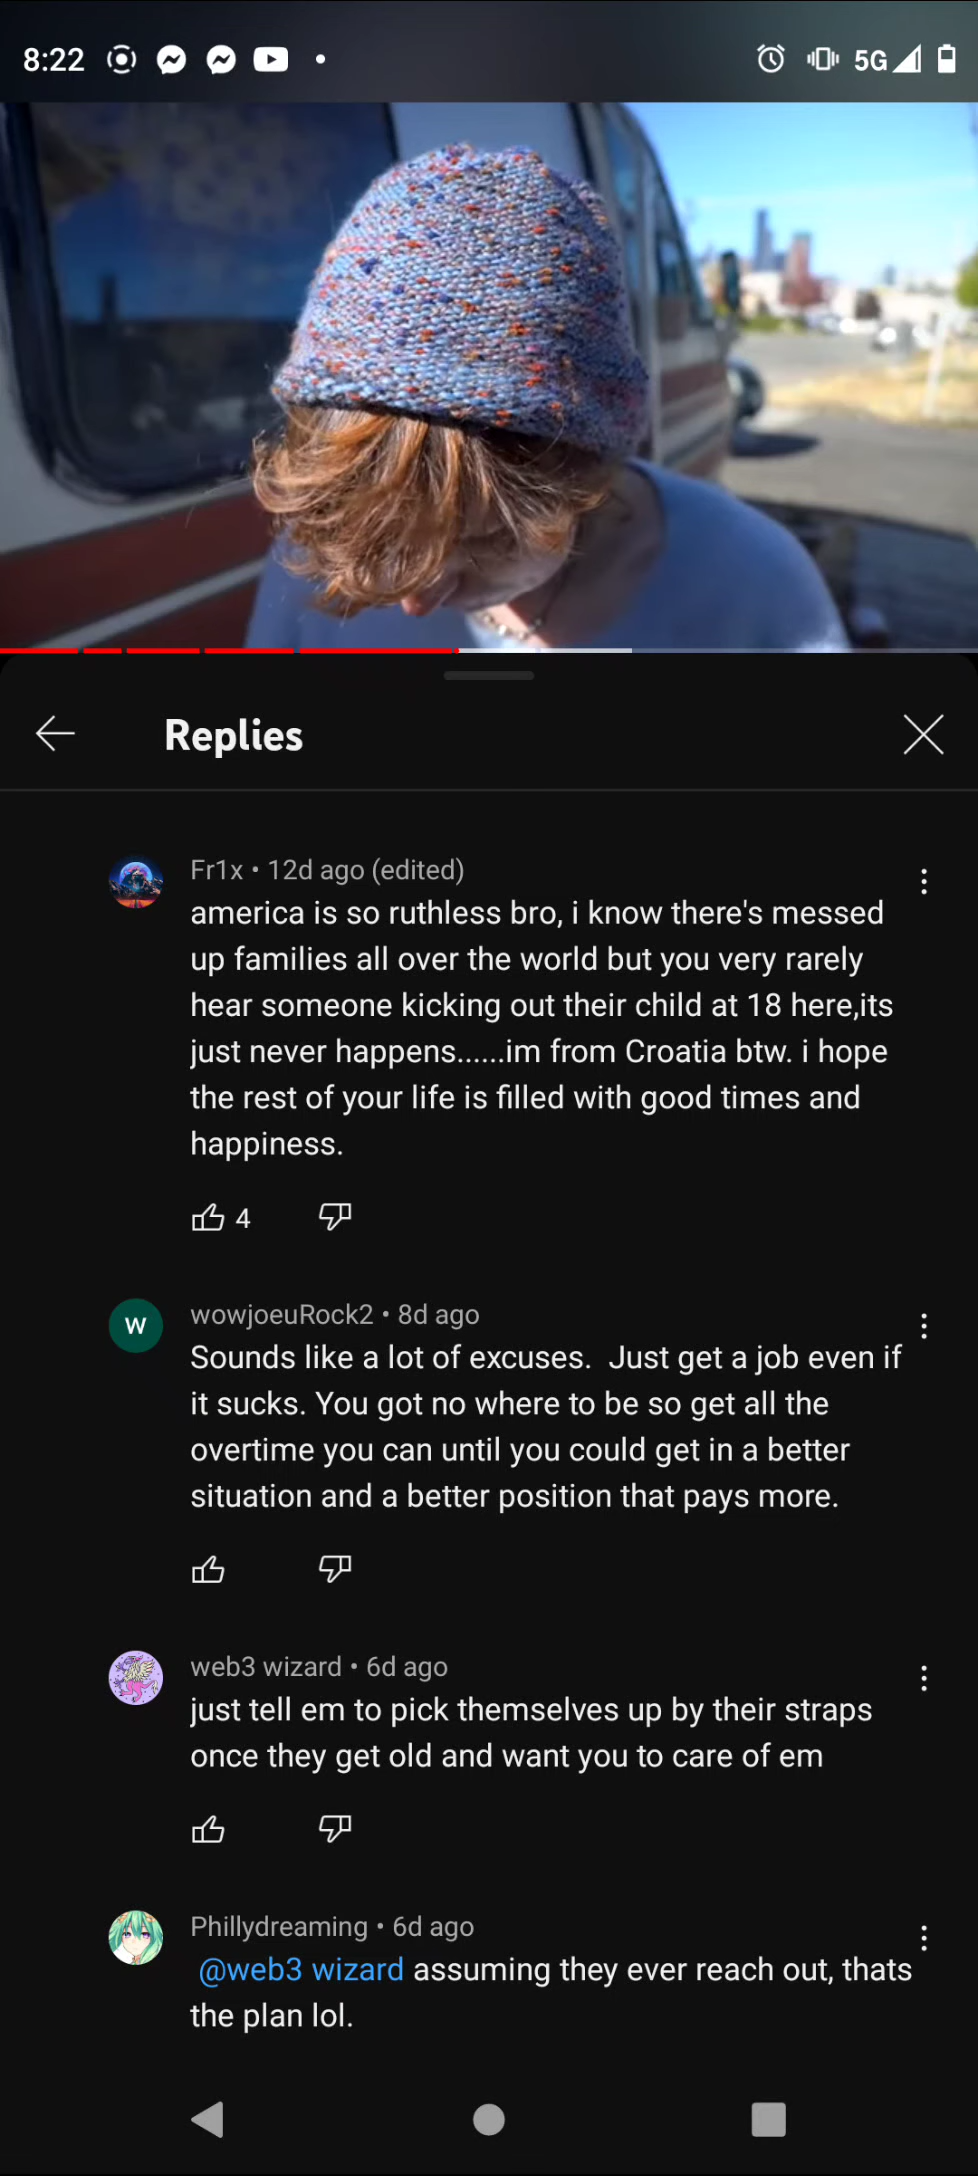 8:22
5G
Replies
Fr1x • 12d ago (edited)
america is so ruthless bro, i know there's messed
up families all over the world but you very rarely
hear someone kicking out their child at 18 here,its
just never happens......im from Croatia btw. i hope
the rest of your life is filled with good times and
happiness.
4
W
wowjoeuRock2 • 8d ago
Sounds like a lot of excuses.  Just get a job even if
it sucks. You got no where to be so get all the
overtime you can until you could get in a better
situation and a better position that pays more.
web3 wizard • 6d ago
just tell em to pick themselves up by their straps
once they get old and want you to care of em
Phillydreaming • 6d ago
@web3 wizard assuming they ever reach out, thats
the plan lol.